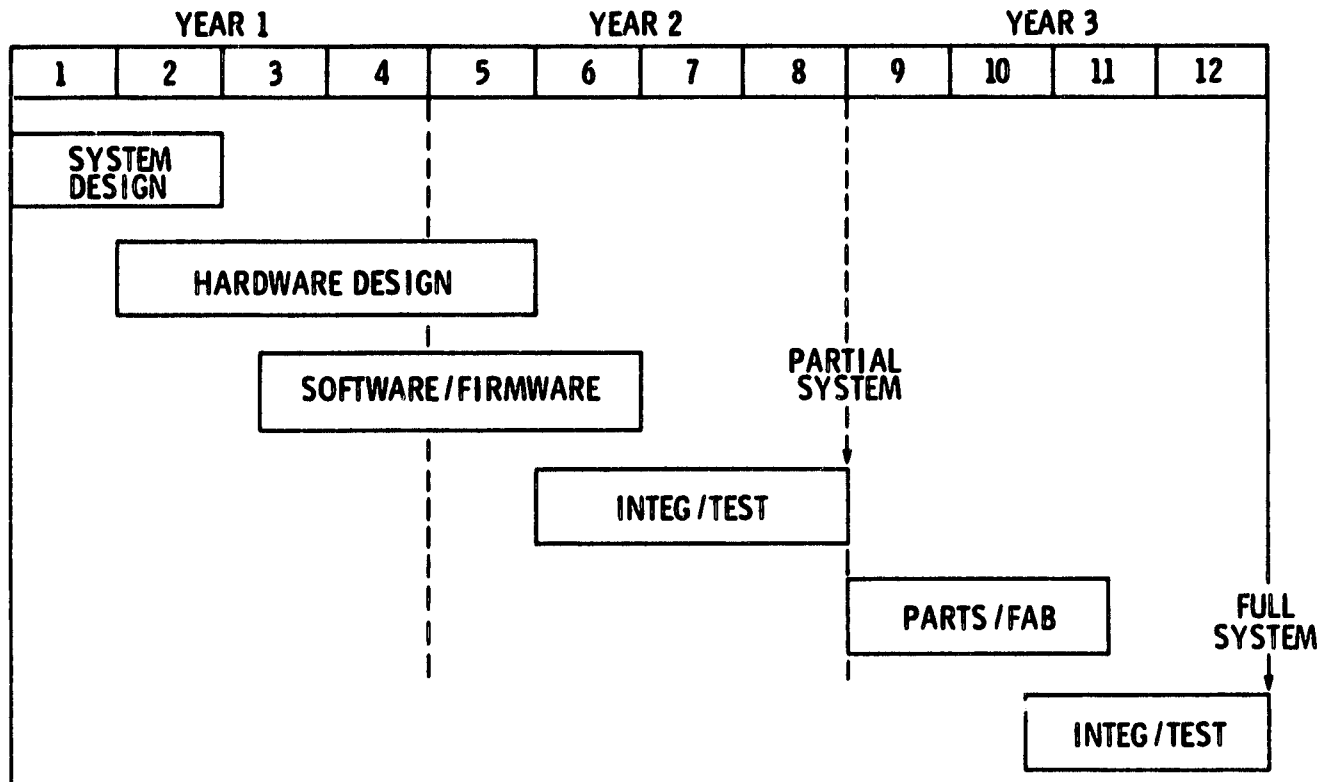 YEAR 1 YEAR 2 YEAR 3
1 2 3 4 5 6 7 8 9 10 11 12
SYSTEM
DESIGN
HARDWARE DESIGN
SOFTWARE/FIRMWARE
PARTIAL
SYSTEM
INTEG/TEST
PARTS/FAB
FULL
SYSTEM
INTEG/TEST